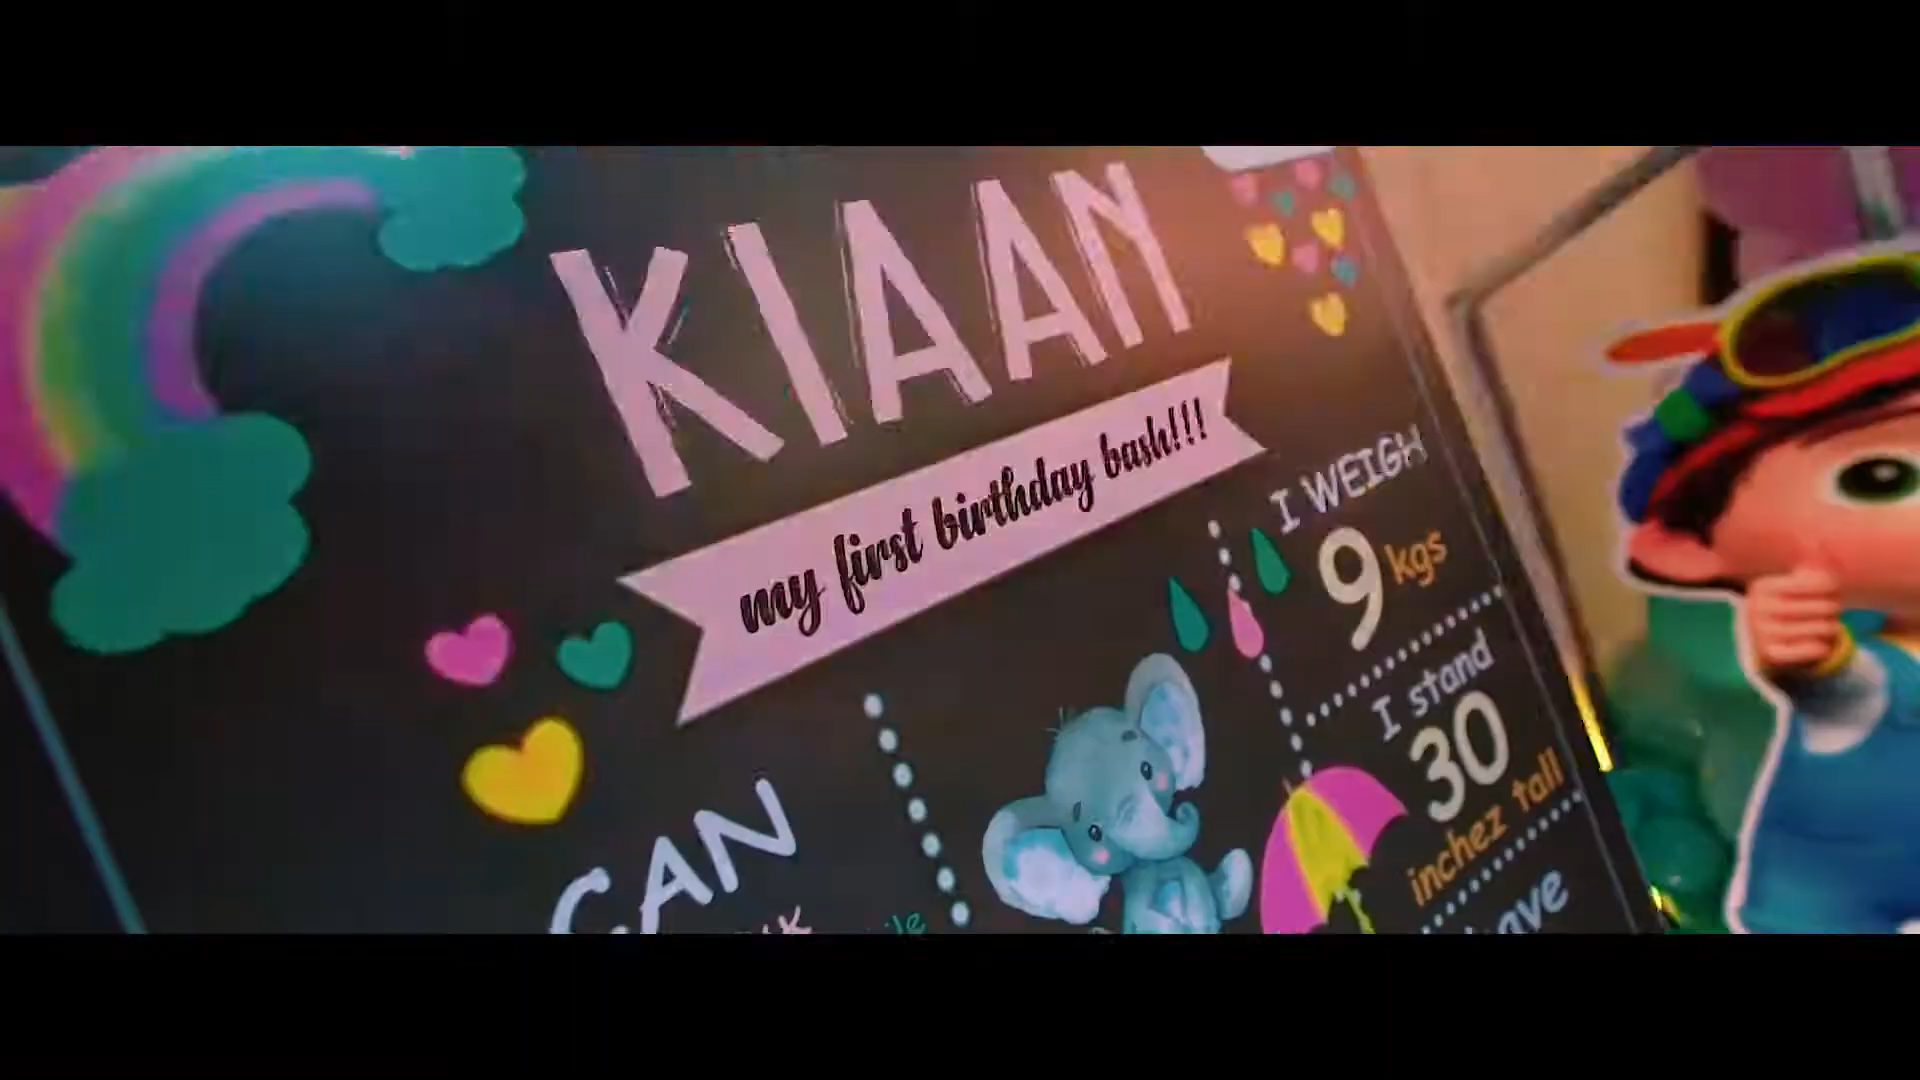 KIAAN
my first birthday bash!!!
I WEIGH
9 kgs
I stand
30
inchez tall
CAN